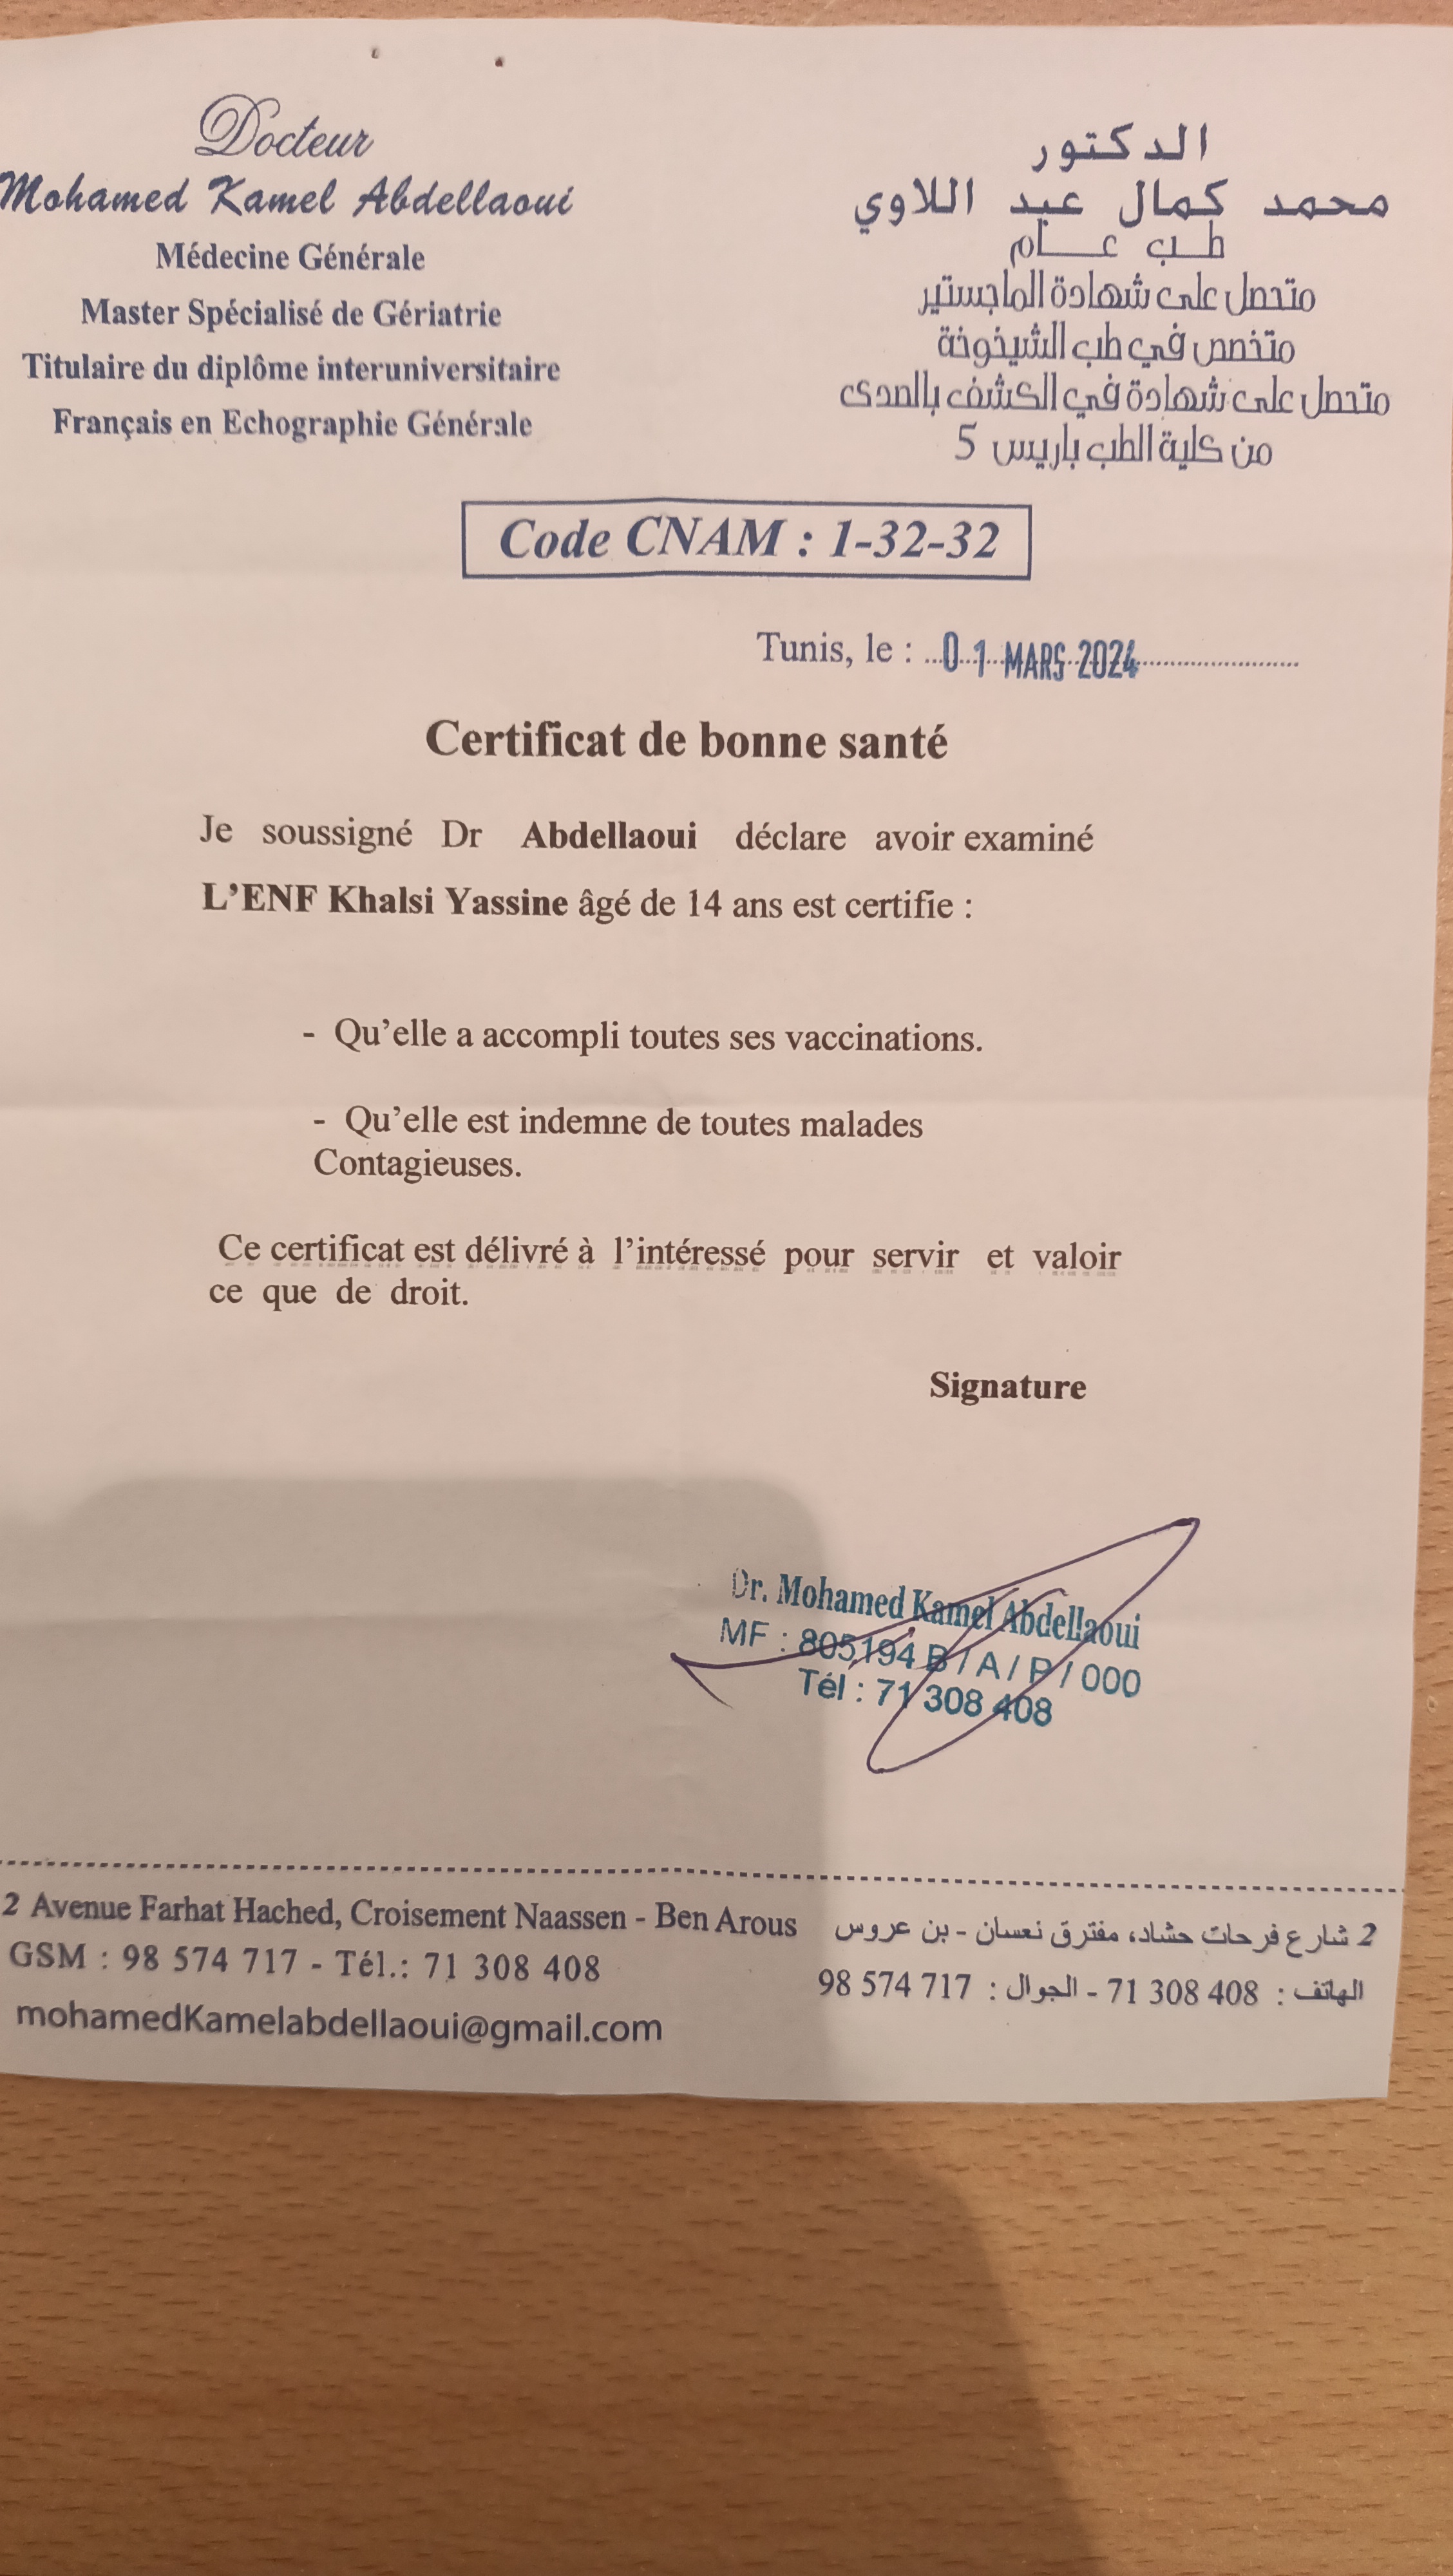 Docteur
Mohamed Kamel Abdellaoui
Médecine Générale
Master Spécialisé de Gériatrie
Titulaire du diplôme interuniversitaire
Français en Echographie Générale
الدكتور
محمد كمال عبد اللاوي
طب عام
متحصل على شهادة الماجستير
متخصص في طب الشيخوخة
متحصل على شهادة في الكشف بالصدى
من كلية الطب باريس 5
Code CNAM : 1-32-32
Tunis, le : 01 MARS 2024
Certificat de bonne santé
Je soussigné Dr Abdellaoui déclare avoir examiné
L'ENF Khalsi Yassine âgé de 14 ans est certifie :
- Qu'elle a accompli toutes ses vaccinations.
- Qu'elle est indemne de toutes malades
Contagieuses.
Ce certificat est délivré à l'intéressé pour servir et valoir
ce que de droit.
Signature
Dr. Mohamed Kamel Abdellaoui
MF : 805194 B / A / P / 000
Tél : 71 308 408
2 Avenue Farhat Hached, Croisement Naassen - Ben Arous
GSM : 98 574 717 - Tél.: 71 308 408
mohamedKamelabdellaoui@gmail.com
2 شارع فرحات حشاد، مفترق نعسان - بن عروس
الهاتف : 71 308 408 - الجوال : 98 574 717